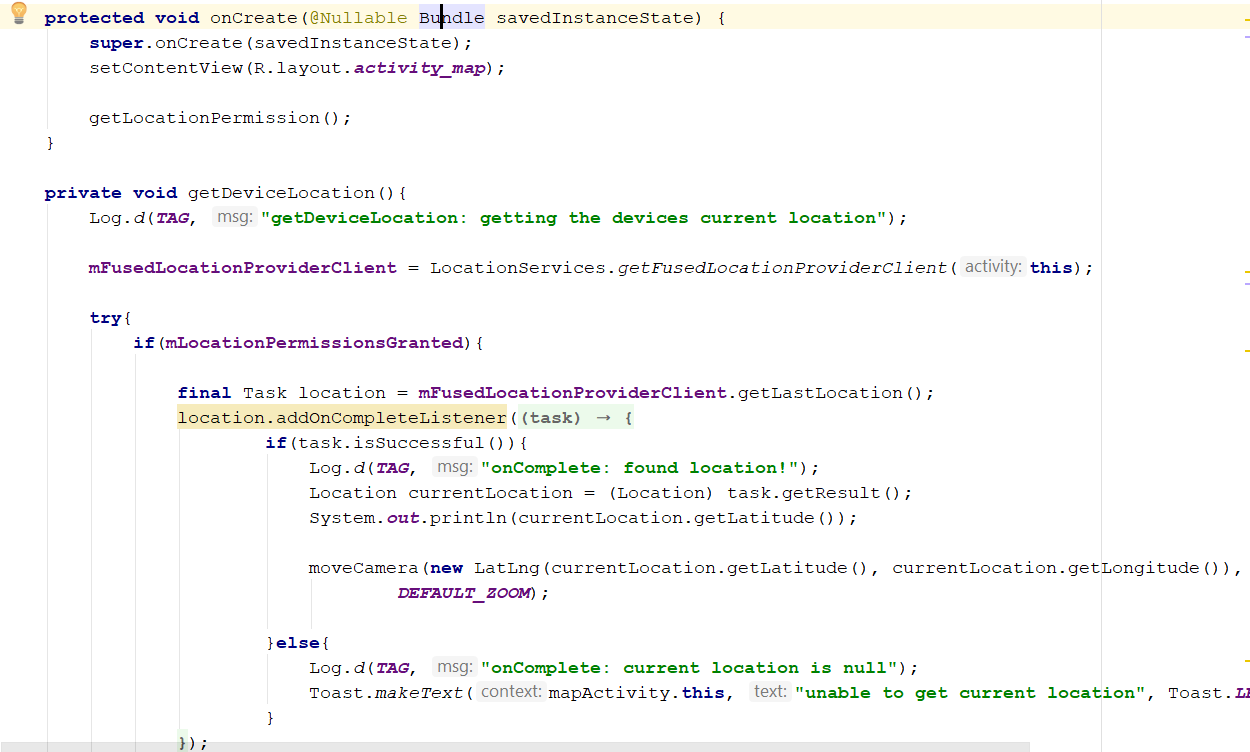 protected void onCreate(@Nullable Bundle savedInstanceState) {
super.onCreate(savedInstanceState);
setContentView(R.layout.activity_map);
getLocationPermission();
}
private void getDeviceLocation(){
Log.d(TAG, msg: "getDeviceLocation: getting the devices current location");
mFusedLocationProviderClient = LocationServices.getFusedLocationProviderClient( activity: this);
try{
if(mLocationPermissionsGranted){
final Task location = mFusedLocationProviderClient.getLastLocation();
location.addOnCompleteListener((task) → {
if(task.isSuccessful()){
Log.d(TAG, msg: "onComplete: found location!");
Location currentLocation = (Location) task.getResult();
System.out.println(currentLocation.getLatitude());
moveCamera(new LatLng(currentLocation.getLatitude(), currentLocation.getLongitude()),
DEFAULT_ZOOM);
}else{
Log.d(TAG, msg: "onComplete: current location is null");
Toast.makeText( context: mapActivity.this, text: "unable to get current location", Toast.
}
});